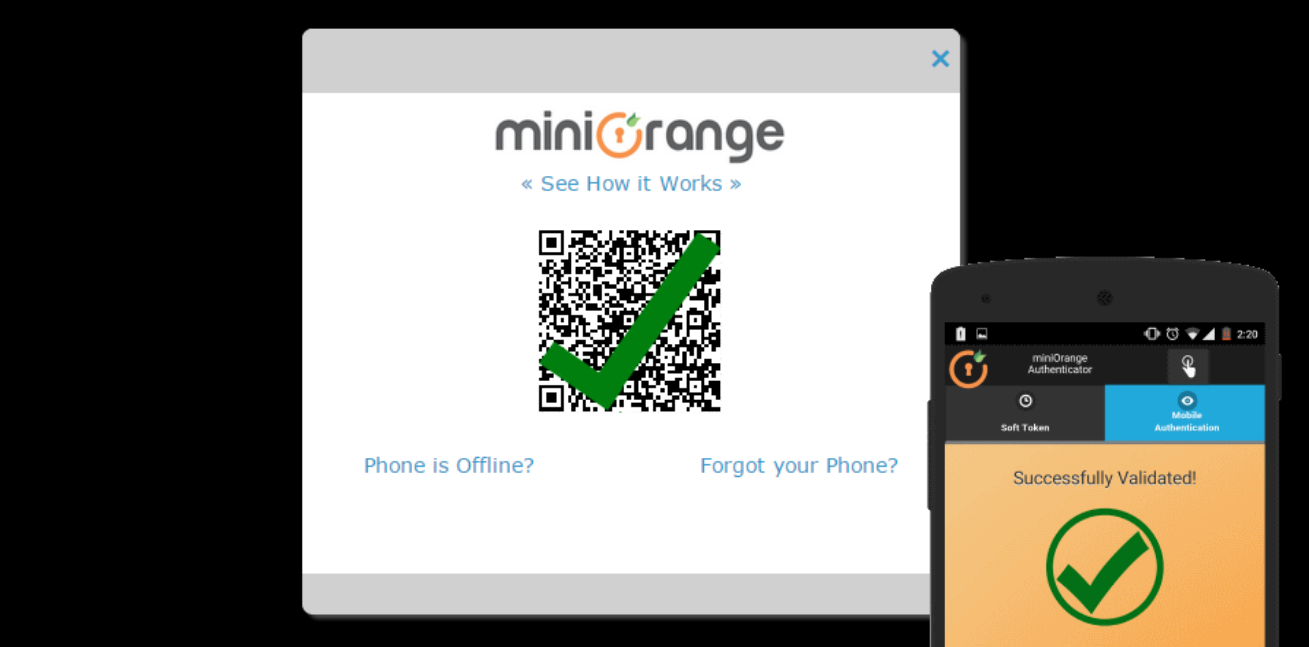 miniOrange
« See How it Works »
Phone is Offline?
Forgot your Phone?
2:20
miniOrange
Authenticator
Soft Token
Mobile
Authentication
Successfully Validated!